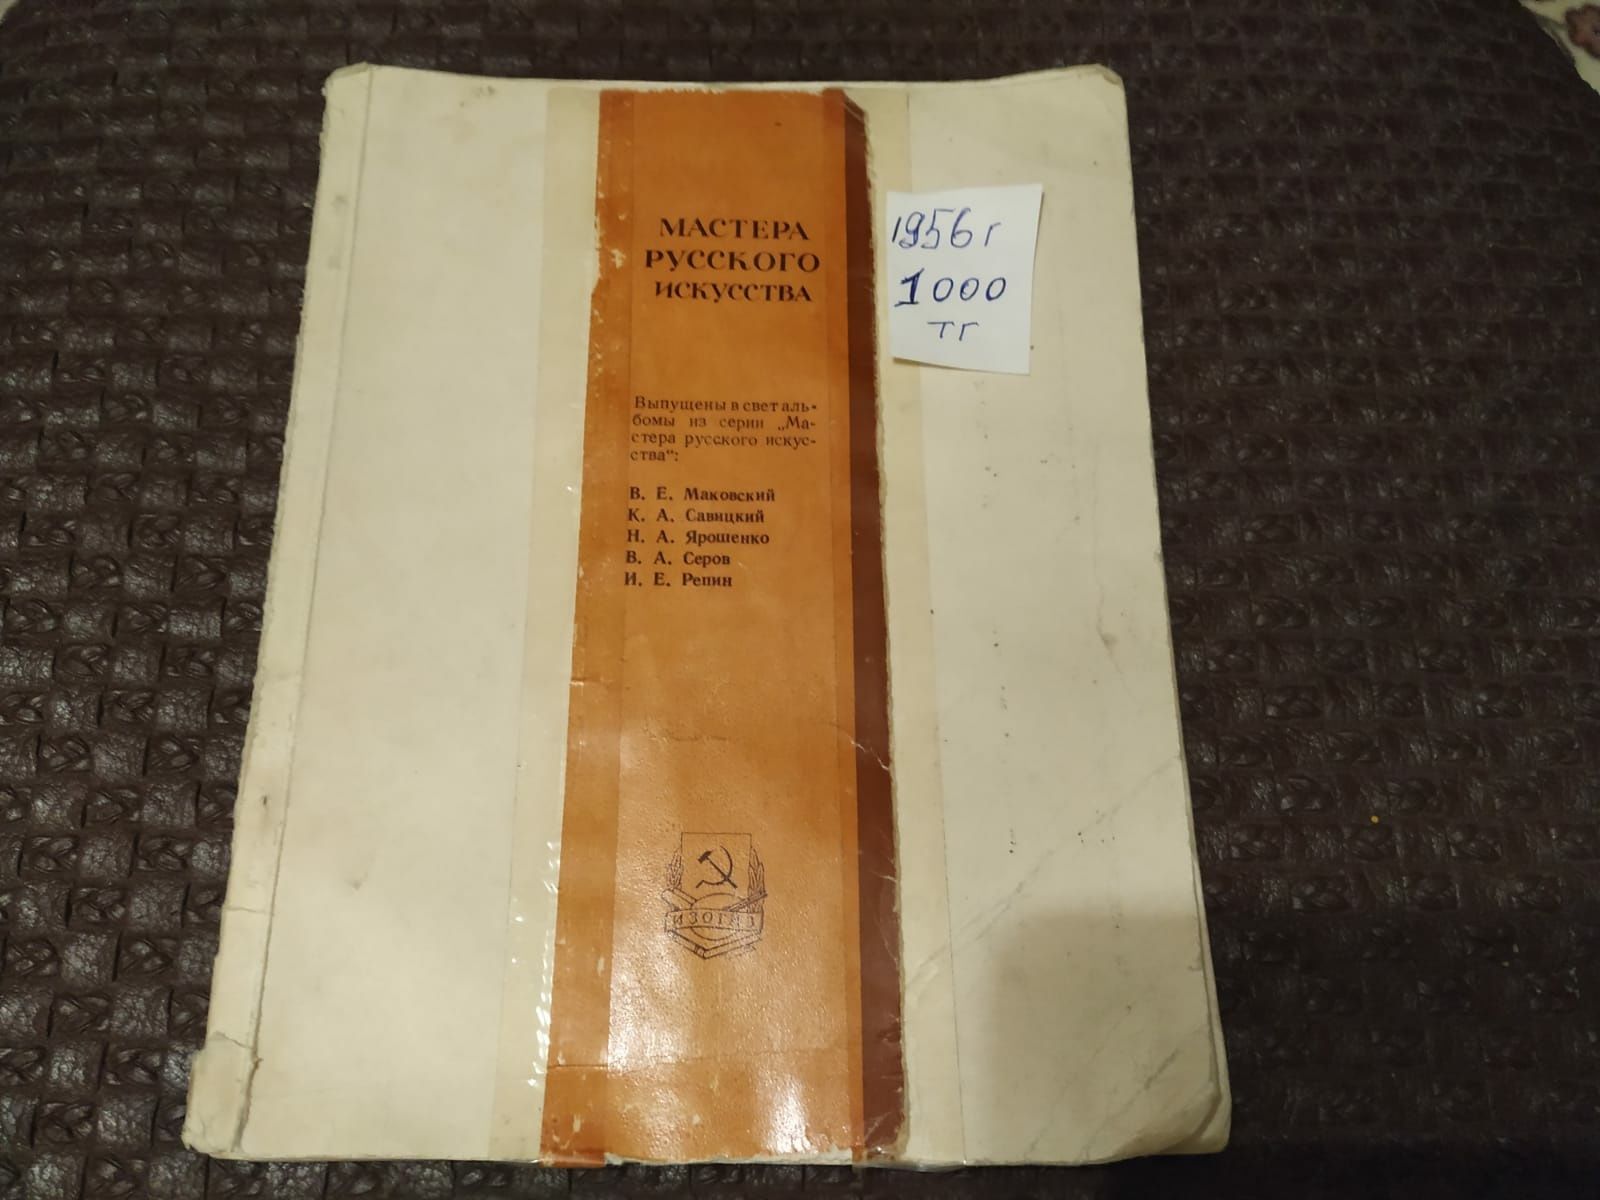 МАСТЕРА
РУССКОГО
ИСКУССТВА
Выпущены в свет аль-
бомы из серии „Ма-
стера русского искус-
ства“:
В. Е. Маковский
К. А. Савицкий
Н. А. Ярошенко
В. А. Серов
И. Е. Репин
ИЗОГИЗ
1956 г
1000
тг